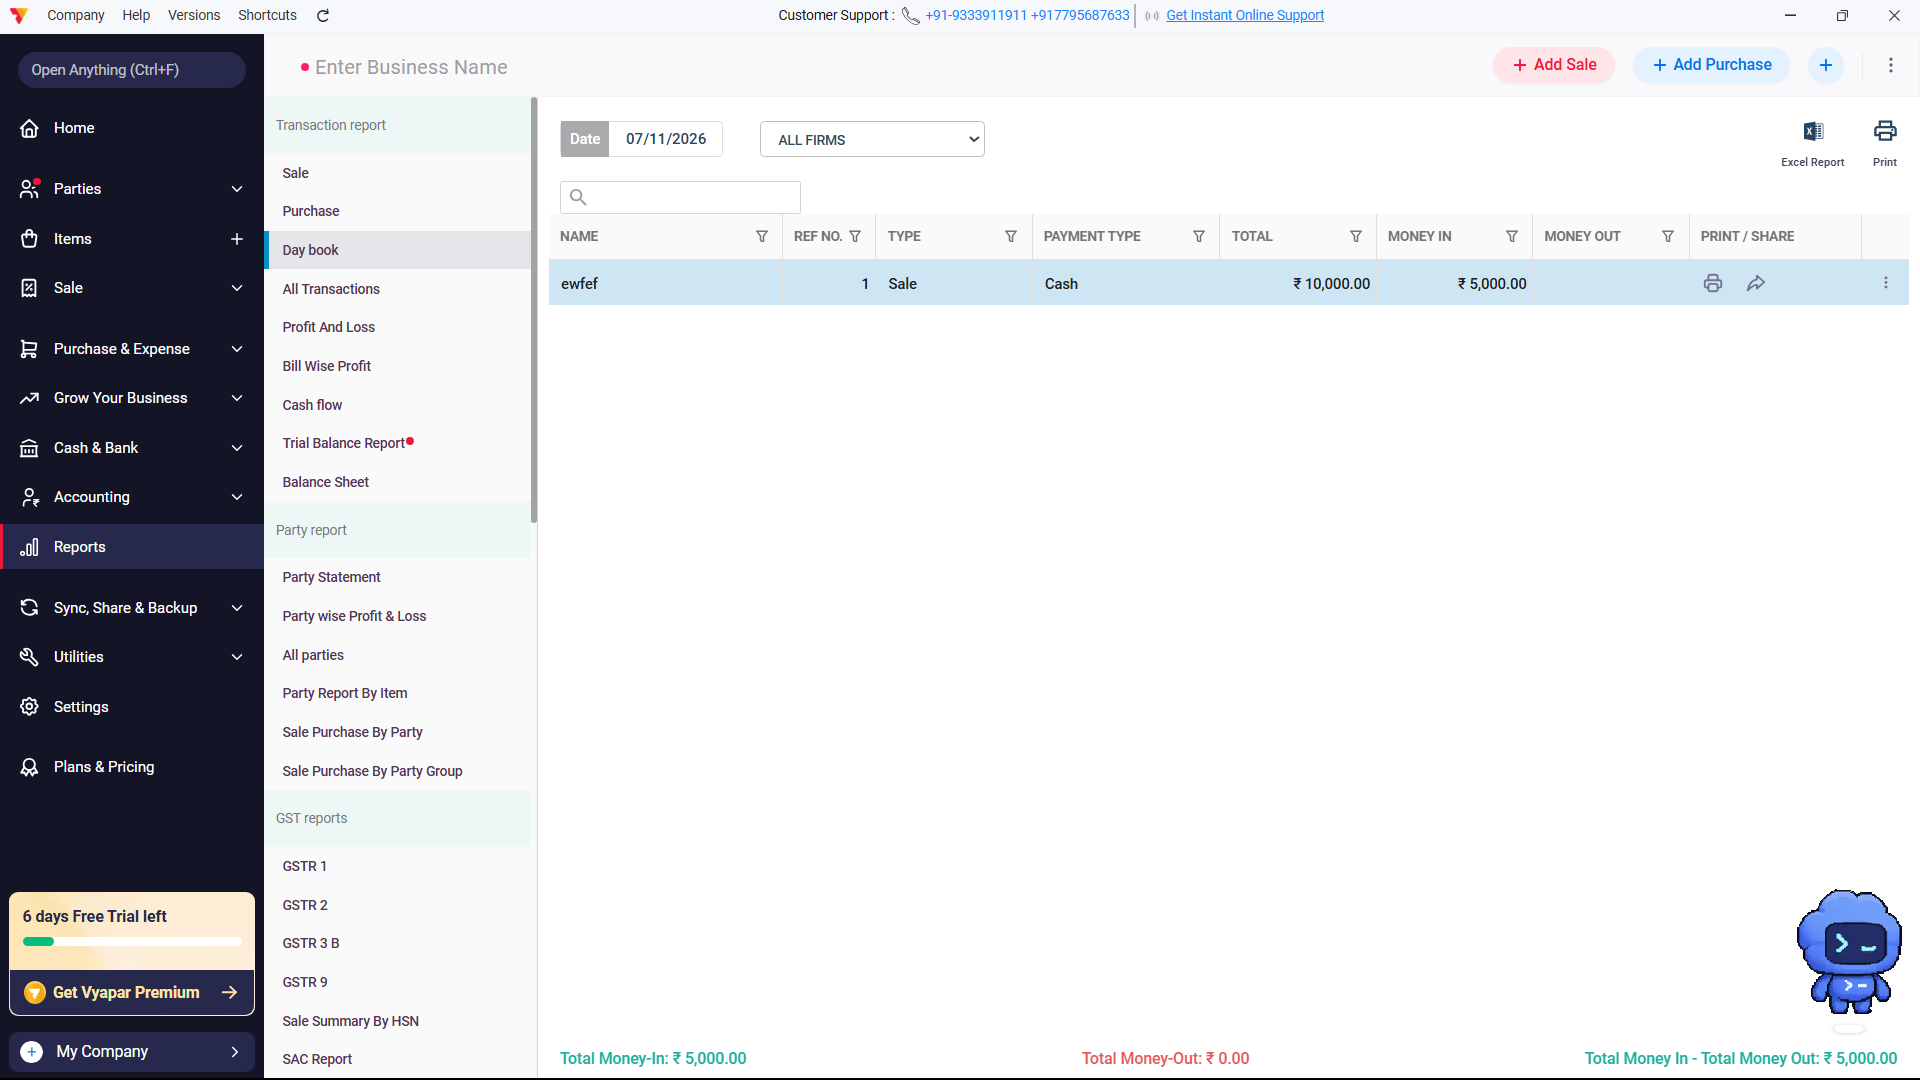 Company Help Versions Shortcuts
Customer Support : +91-9333911911 +917795687633 Get Instant Online Support
Open Anything (Ctrl+F)
Home
Parties
Items
Sale
Purchase & Expense
Grow Your Business
Cash & Bank
Accounting
Reports
Sync, Share & Backup
Utilities
Settings
Plans & Pricing
6 days Free Trial left
Get Vyapar Premium
My Company
Enter Business Name
+ Add Sale
+ Add Purchase
+
Transaction report
Sale
Purchase
Day book
All Transactions
Profit And Loss
Bill Wise Profit
Cash flow
Trial Balance Report
Balance Sheet
Party report
Party Statement
Party wise Profit & Loss
All parties
Party Report By Item
Sale Purchase By Party
Sale Purchase By Party Group
GST reports
GSTR 1
GSTR 2
GSTR 3 B
GSTR 9
Sale Summary By HSN
SAC Report
Date 07/11/2026
ALL FIRMS
Excel Report
Print
NAME REF NO. TYPE PAYMENT TYPE TOTAL MONEY IN MONEY OUT PRINT / SHARE
ewfef 1 Sale Cash ₹ 10,000.00 ₹ 5,000.00
Total Money-In: ₹ 5,000.00
Total Money-Out: ₹ 0.00
Total Money In - Total Money Out: ₹ 5,000.00